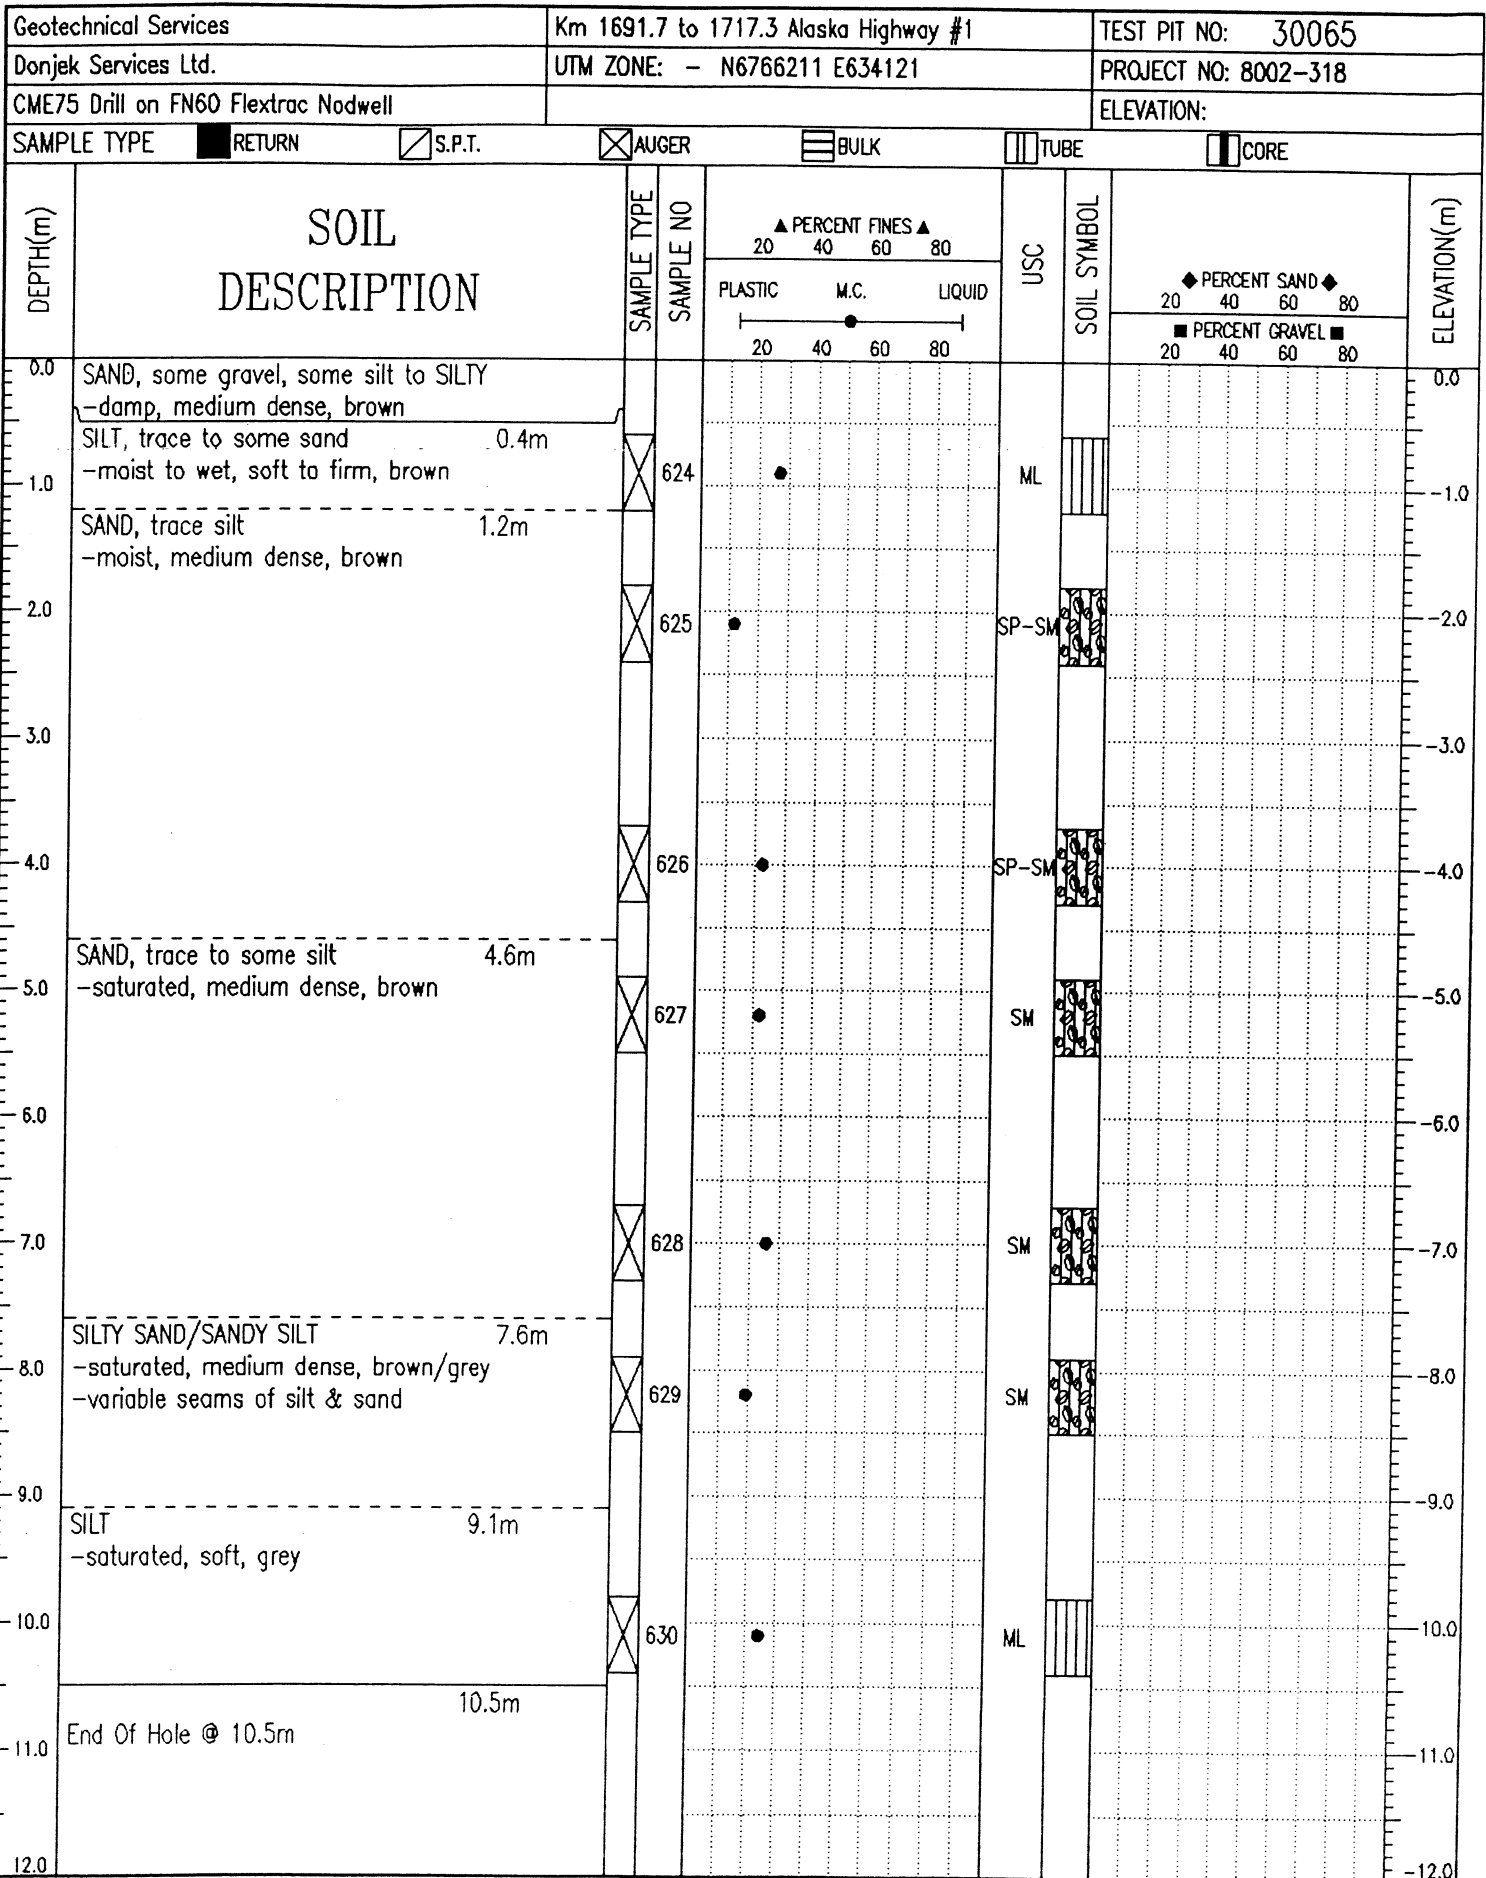 Geotechnical Services
Km 1691.7 to 1717.3 Alaska Highway #1
TEST PIT NO: 30065
Donjek Services Ltd.
UTM ZONE: - N6766211 E634121
PROJECT NO: 8002-318
CME75 Drill on FN60 Flextrac Nodwell
ELEVATION:
SAMPLE TYPE RETURN S.P.T. AUGER BULK TUBE CORE
DEPTH(m)
SOIL
DESCRIPTION
SAMPLE TYPE
SAMPLE NO
▲ PERCENT FINES ▲
20 40 60 80
PLASTIC M.C. LIQUID
20 40 60 80
USC
SOIL SYMBOL
◆ PERCENT SAND ◆
20 40 60 80
■ PERCENT GRAVEL ■
20 40 60 80
ELEVATION(m)
0.0
SAND, some gravel, some silt to SILTY
-damp, medium dense, brown
0.0
SILT, trace to some sand 0.4m
-moist to wet, soft to firm, brown
624
ML
1.0
-1.0
SAND, trace silt 1.2m
-moist, medium dense, brown
2.0
625
SP-SM
-2.0
3.0
-3.0
4.0
626
SP-SM
-4.0
SAND, trace to some silt 4.6m
-saturated, medium dense, brown
5.0
-5.0
627
SM
6.0
-6.0
7.0
628
SM
-7.0
SILTY SAND/SANDY SILT 7.6m
-saturated, medium dense, brown/grey
-variable seams of silt & sand
8.0
-8.0
629
SM
9.0
-9.0
SILT 9.1m
-saturated, soft, grey
10.0
630
ML
-10.0
10.5m
End Of Hole @ 10.5m
11.0
-11.0
12.0
-12.0